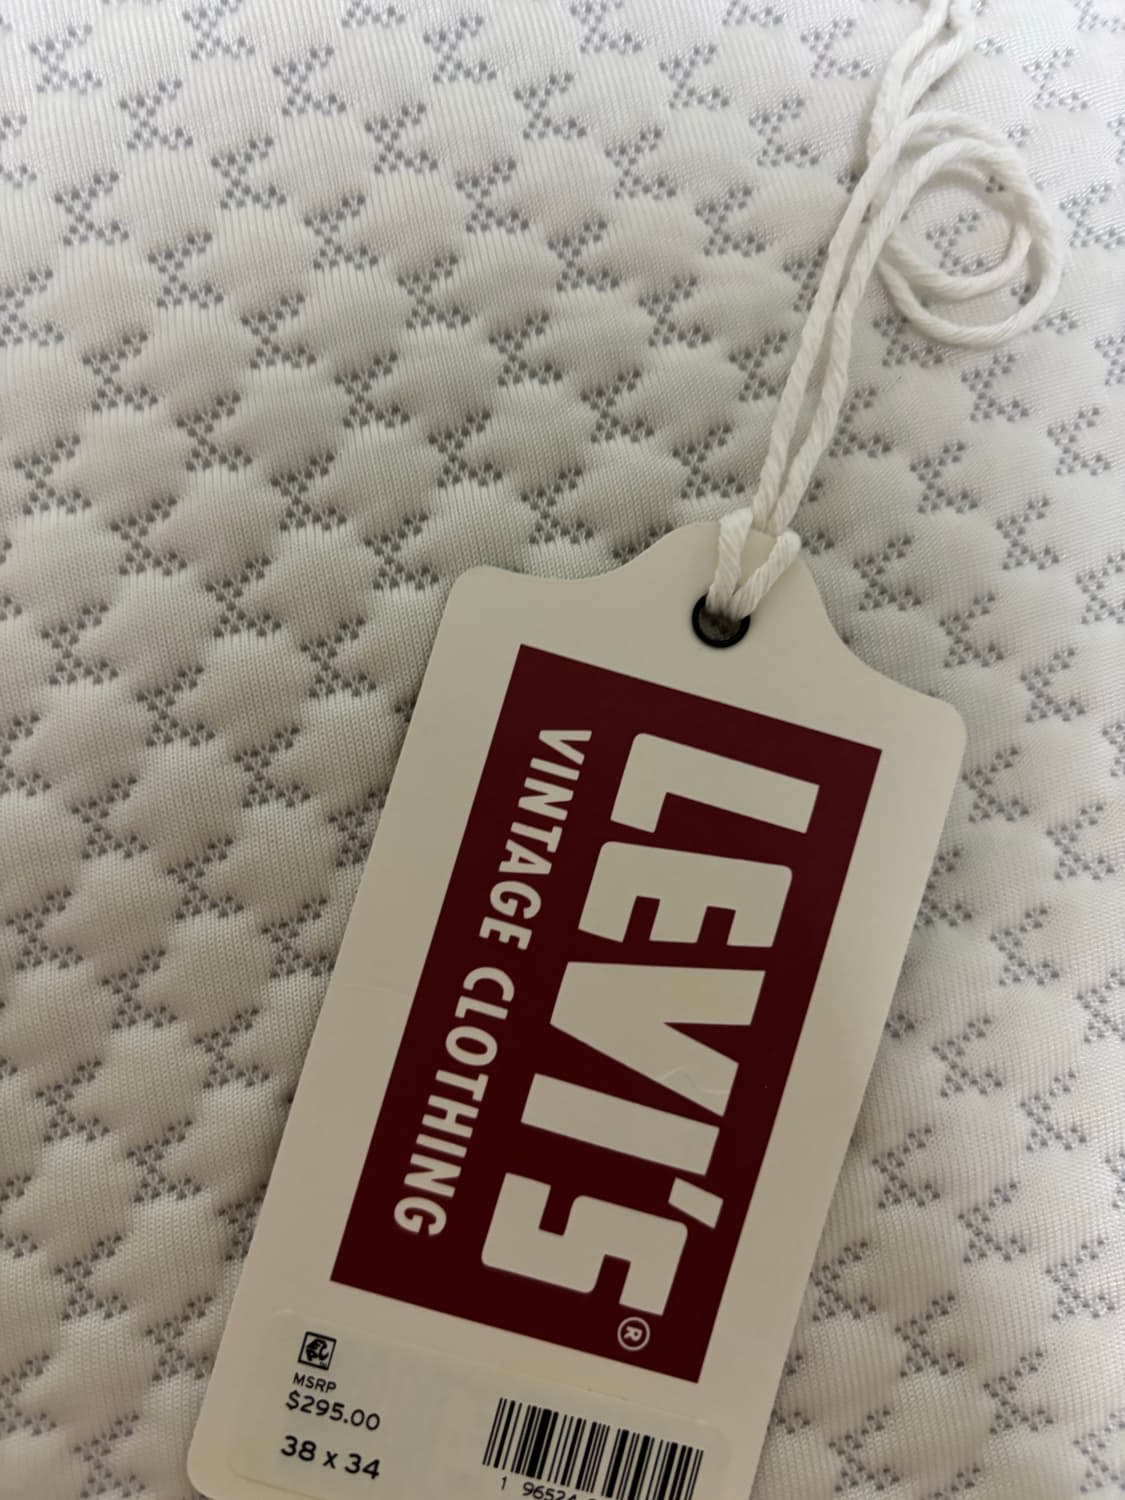 LEVI'S®
VINTAGE CLOTHING
MSRP
$295.00
38 x 34
1 96524